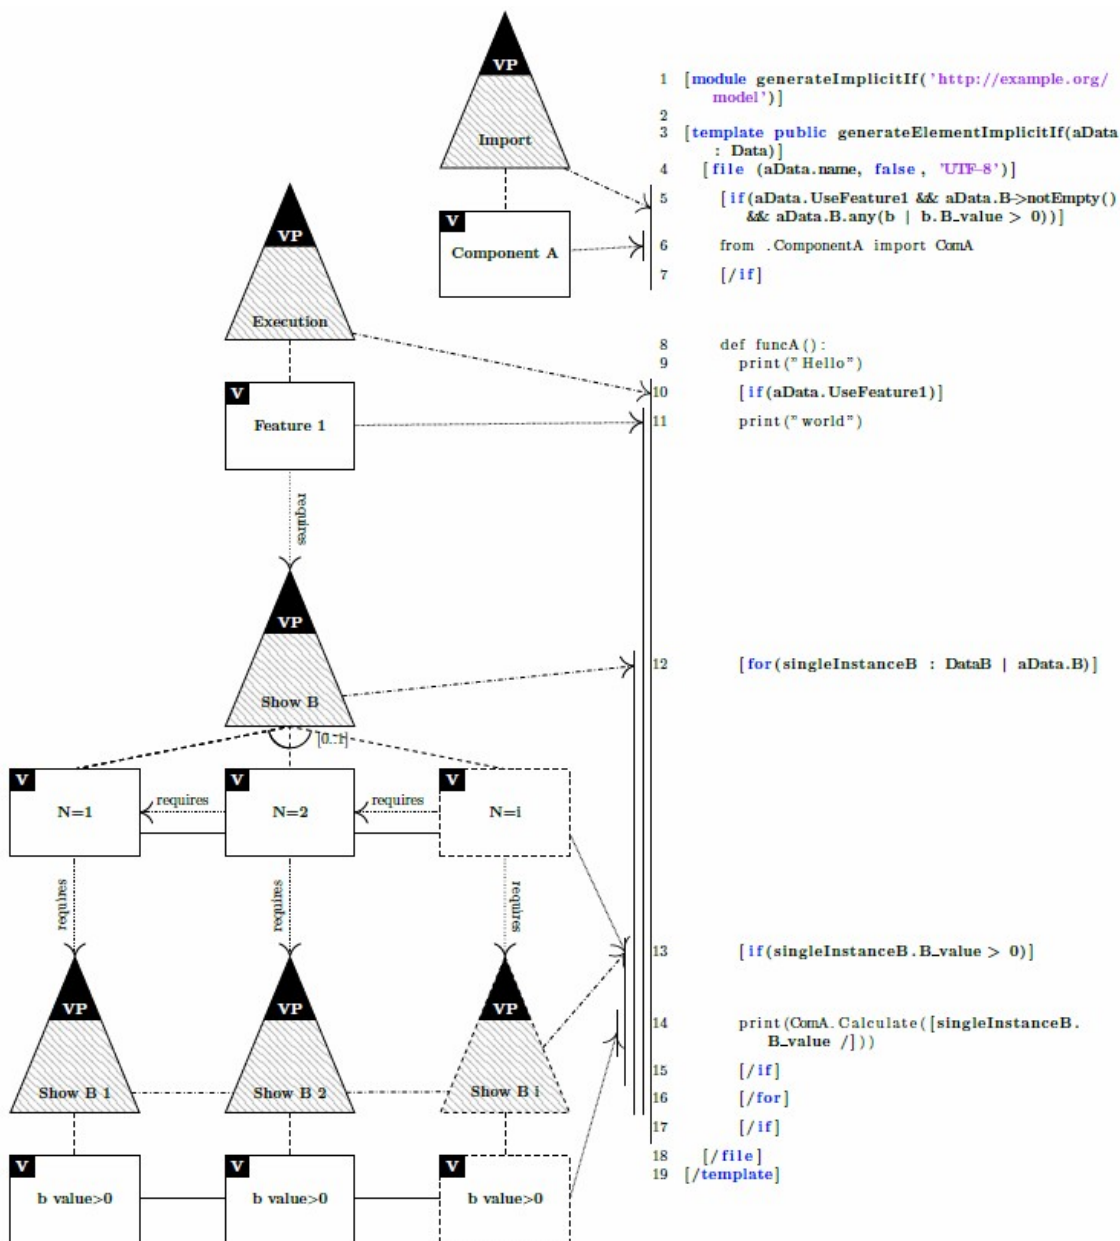 VP
Import
V
Component A
VP
Execution
V
Feature 1
requires
VP
Show B
[0..1]
V
N=1
requires
V
N=2
requires
V
N=i
requires
requires
requires
VP
Show B 1
VP
Show B 2
VP
Show B i
V
b value>0
V
b value>0
V
b value>0
1 [module generateImplicitIf('http://example.org/
model')]
2
3 [template public generateElementImplicitIf(aData
: Data)]
4 [file (aData.name, false, 'UTF-8')]
5 [if(aData.UseFeature1 && aData.B->notEmpty()
&& aData.B.any(b | b.B_value > 0))]
6 from .ComponentA import ComA
7 [/if]
8 def funcA():
9 print("Hello")
10 [if(aData.UseFeature1)]
11 print("world")
12 [for(singleInstanceB : DataB | aData.B)]
13 [if(singleInstanceB.B_value > 0)]
14 print(ComA.Calculate([singleInstanceB.
B_value /]))
15 [/if]
16 [/for]
17 [/if]
18 [/file]
19 [/template]